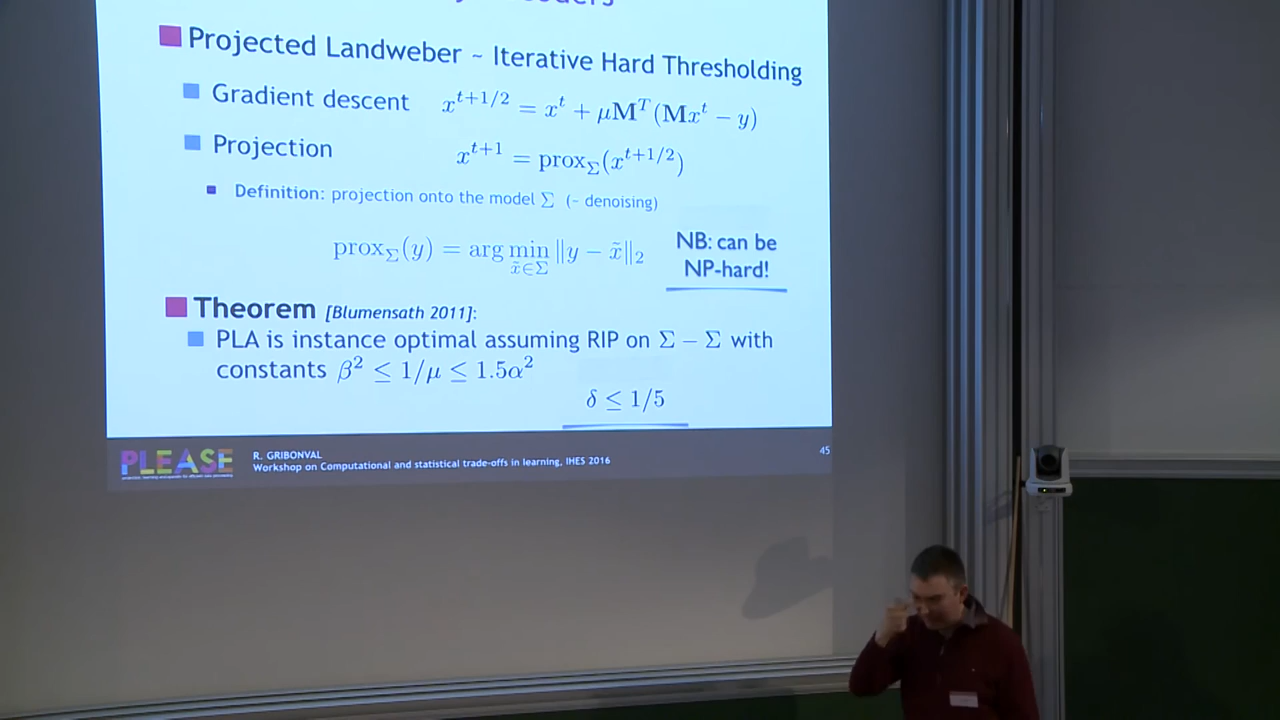 Projected Landweber ~ Iterative Hard Thresholding
Gradient descent x^{t+1/2} = x^t + μM^T(Mx^t − y)
Projection x^{t+1} = prox_Σ(x^{t+1/2})
Definition: projection onto the model Σ (~ denoising)
prox_Σ(y) = arg min_{x̃∈Σ} ‖y − x̃‖_2
NB: can be
NP-hard!
Theorem [Blumensath 2011]:
PLA is instance optimal assuming RIP on Σ − Σ with
constants β² ≤ 1/μ ≤ 1.5α²
δ ≤ 1/5
PLEASE
R. GRIBONVAL
Workshop on Computational and statistical trade-offs in learning, IHES 2016
45